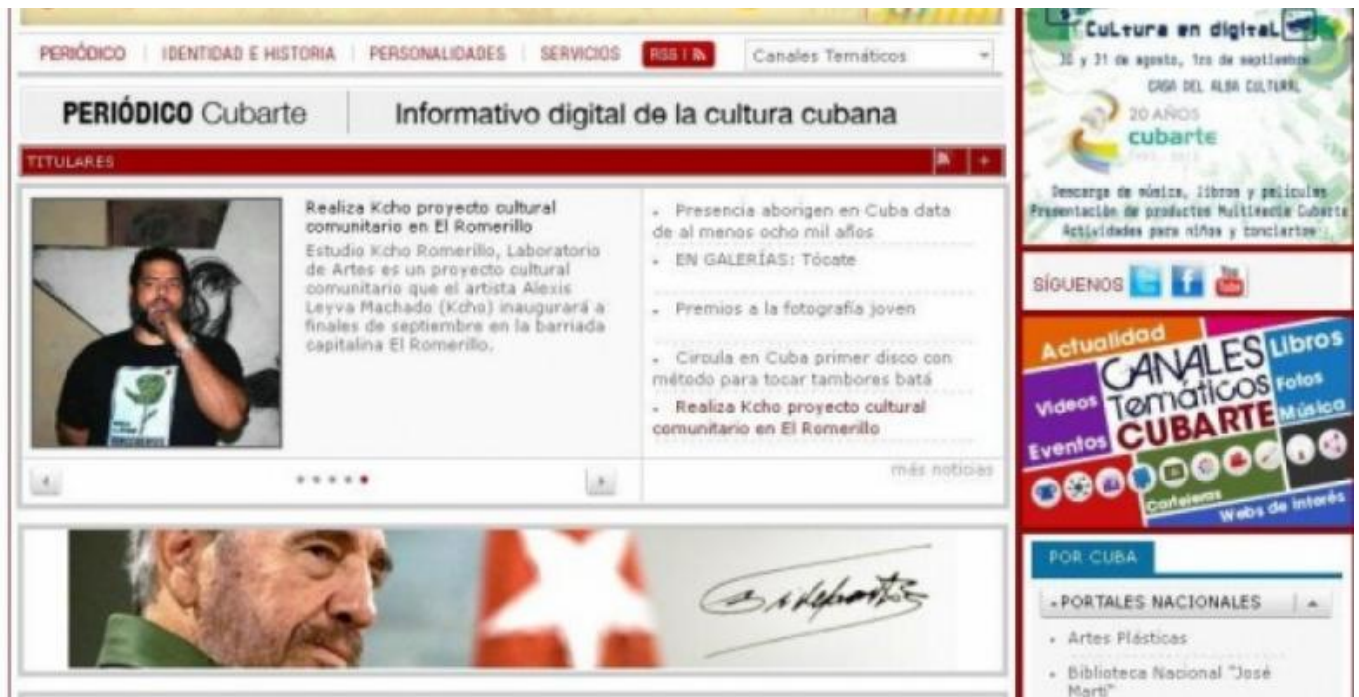 PERIÓDICO IDENTIDAD E HISTORIA PERSONALIDADES SERVICIOS RSS Canales Temáticos
PERIÓDICO Cubarte Informativo digital de la cultura cubana
TITULARES
Realiza Kcho proyecto cultural
comunitario en El Romerillo
Estudio Kcho Romerillo, Laboratorio
de Artes es un proyecto cultural
comunitario que el artista Alexis
Leyva Machado (Kcho) inaugurará a
finales de septiembre en la barriada
capitalina El Romerillo.
Presencia aborigen en Cuba data
de al menos ocho mil años
EN GALERÍAS: Tócate
Premios a la fotografía joven
Circula en Cuba primer disco con
método para tocar tambores batá
Realiza Kcho proyecto cultural
comunitario en El Romerillo
más noticias
CuLtura en digitaL
30 y 31 de agosto, 1ro de septiembre
CASA DEL ALBA CULTURAL
20 AÑOS
cubarte
Descarga de música, libros y películas
Presentación de productos Multimedia Cubarte
Actividades para niños y conciertos
SÍGUENOS
You
Tube
Actualidad
Libros
CANALES
Temáticos
CUBARTE
Videos
Fotos
Música
Eventos
Carteleras
Webs de interés
POR CUBA
PORTALES NACIONALES
Artes Plásticas
Biblioteca Nacional "José
Martí"